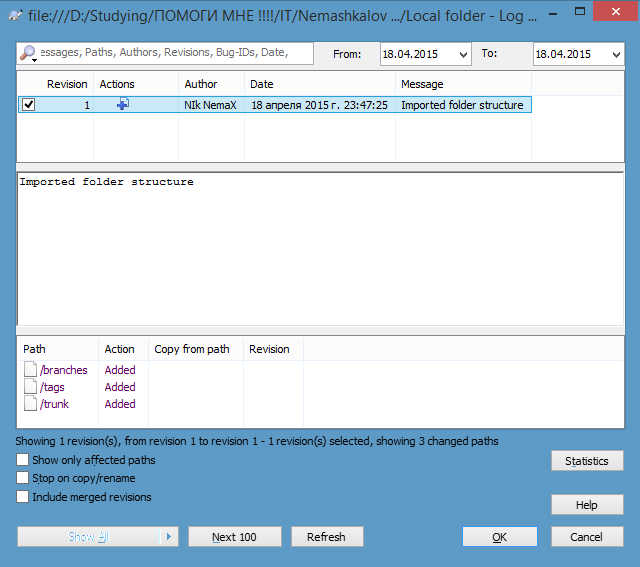 file:///D:/Studying/ПОМОГИ МНЕ !!!!/IT/Nemashkalov .../Local folder - Log ...
essages, Paths, Authors, Revisions, Bug-IDs, Date,
From: 18.04.2015 To: 18.04.2015
Revision Actions Author Date Message
1 NIk NemaX 18 апреля 2015 г. 23:47:25 Imported folder structure
Imported folder structure
Path Action Copy from path Revision
/branches Added
/tags Added
/trunk Added
Showing 1 revision(s), from revision 1 to revision 1 - 1 revision(s) selected, showing 3 changed paths
Show only affected paths
Statistics
Stop on copy/rename
Include merged revisions
Help
Show All Next 100 Refresh OK Cancel